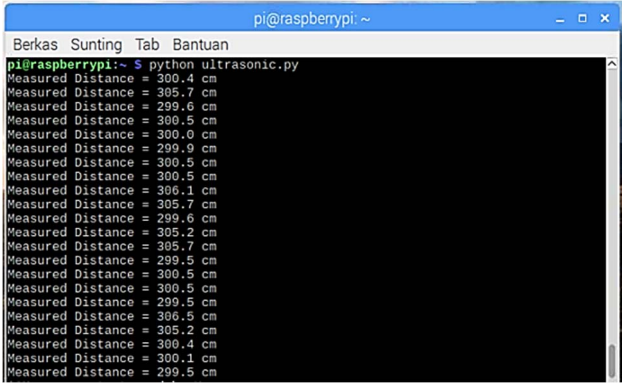 pi@raspberrypi: ~
Berkas Sunting Tab Bantuan
pi@raspberrypi:~ $ python ultrasonic.py
Measured Distance = 300.4 cm
Measured Distance = 305.7 cm
Measured Distance = 299.6 cm
Measured Distance = 300.5 cm
Measured Distance = 300.0 cm
Measured Distance = 299.9 cm
Measured Distance = 300.5 cm
Measured Distance = 300.5 cm
Measured Distance = 306.1 cm
Measured Distance = 305.7 cm
Measured Distance = 299.6 cm
Measured Distance = 305.2 cm
Measured Distance = 305.7 cm
Measured Distance = 299.5 cm
Measured Distance = 300.5 cm
Measured Distance = 300.5 cm
Measured Distance = 299.5 cm
Measured Distance = 306.5 cm
Measured Distance = 305.2 cm
Measured Distance = 300.4 cm
Measured Distance = 300.1 cm
Measured Distance = 299.5 cm